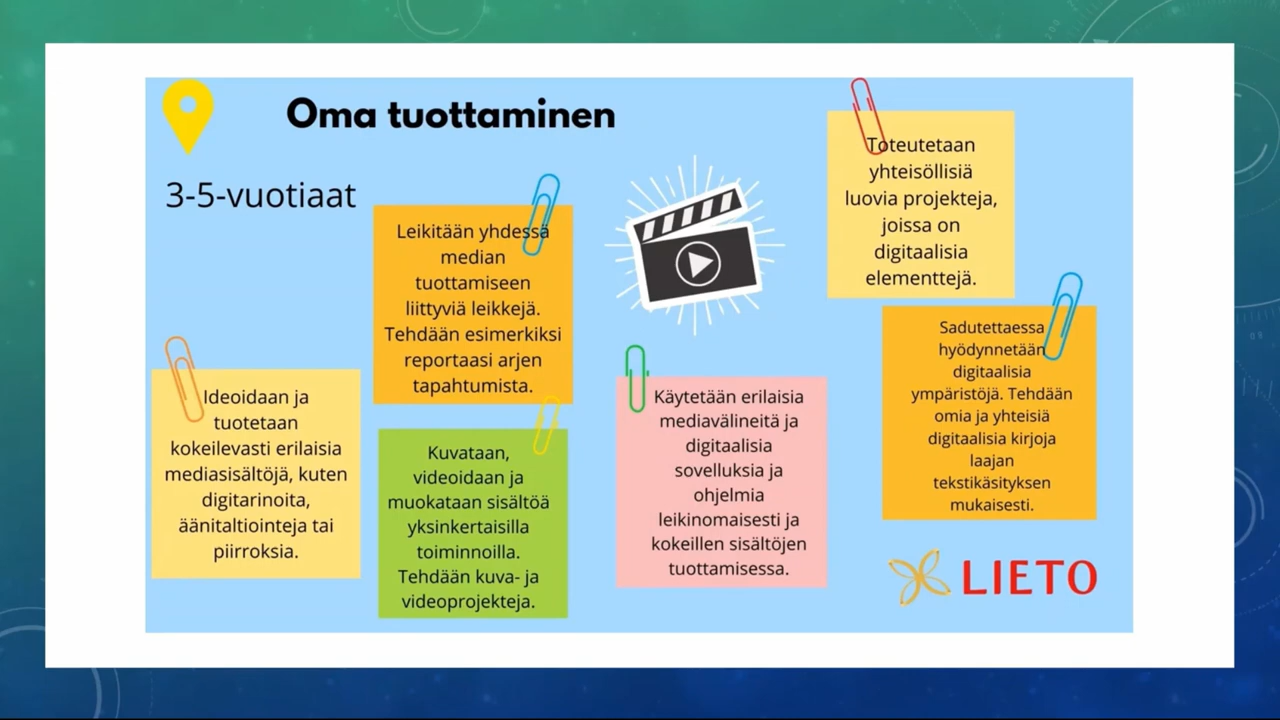 Oma tuottaminen
3-5-vuotiaat
Leikitään yhdessä
median
tuottamiseen
liittyviä leikkejä.
Tehdään esimerkiksi
reportaasi arjen
tapahtumista.
Toteutetaan
yhteisöllisiä
luovia projekteja,
joissa on
digitaalisia
elementtejä.
Ideoidaan ja
tuotetaan
kokeilevasti erilaisia
mediasisältöjä, kuten
digitarinoita,
äänitaltiointeja tai
piirroksia.
Kuvataan,
videoidaan ja
muokataan sisältöä
yksinkertaisilla
toiminnoilla.
Tehdään kuva- ja
videoprojekteja.
Käytetään erilaisia
mediavälineitä ja
digitaalisia
sovelluksia ja
ohjelmia
leikinomaisesti ja
kokeillen sisältöjen
tuottamisessa.
Sadutettaessa
hyödynnetään
digitaalisia
ympäristöjä. Tehdään
omia ja yhteisiä
digitaalisia kirjoja
laajan
tekstikäsityksen
mukaisesti.
LIETO